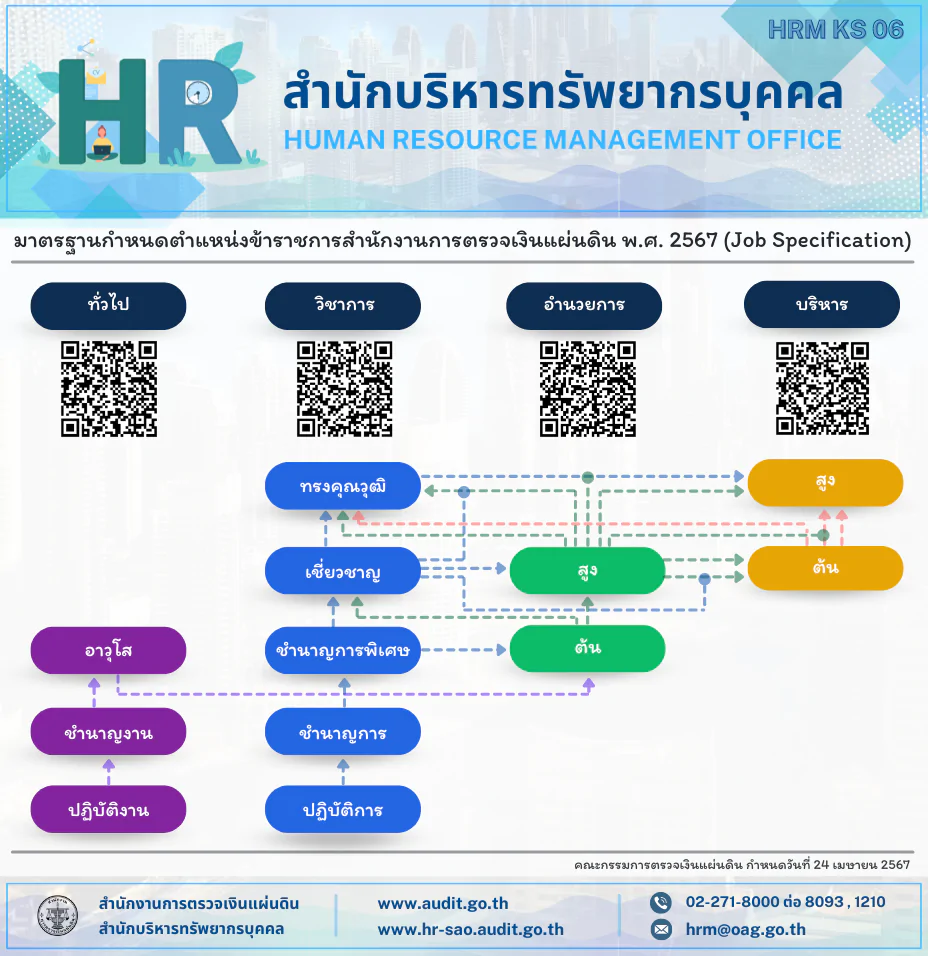 HRM KS 06
HR
สำนักบริหารทรัพยากรบุคคล
HUMAN RESOURCE MANAGEMENT OFFICE
มาตรฐานกำหนดตำแหน่งข้าราชการสำนักงานการตรวจเงินแผ่นดิน พ.ศ. 2567 (Job Specification)
ทั่วไป
วิชาการ
อำนวยการ
บริหาร
ทรงคุณวุฒิ
สูง
เชี่ยวชาญ
สูง
ต้น
อาวุโส
ชำนาญการพิเศษ
ต้น
ชำนาญงาน
ชำนาญการ
ปฏิบัติงาน
ปฏิบัติการ
คณะกรรมการตรวจเงินแผ่นดิน กำหนดวันที่ 24 เมษายน 2567
สำนักงานการตรวจเงินแผ่นดิน
สำนักบริหารทรัพยากรบุคคล
www.audit.go.th
www.hr-sao.audit.go.th
02-271-8000 ต่อ 8093 , 1210
hrm@oag.go.th